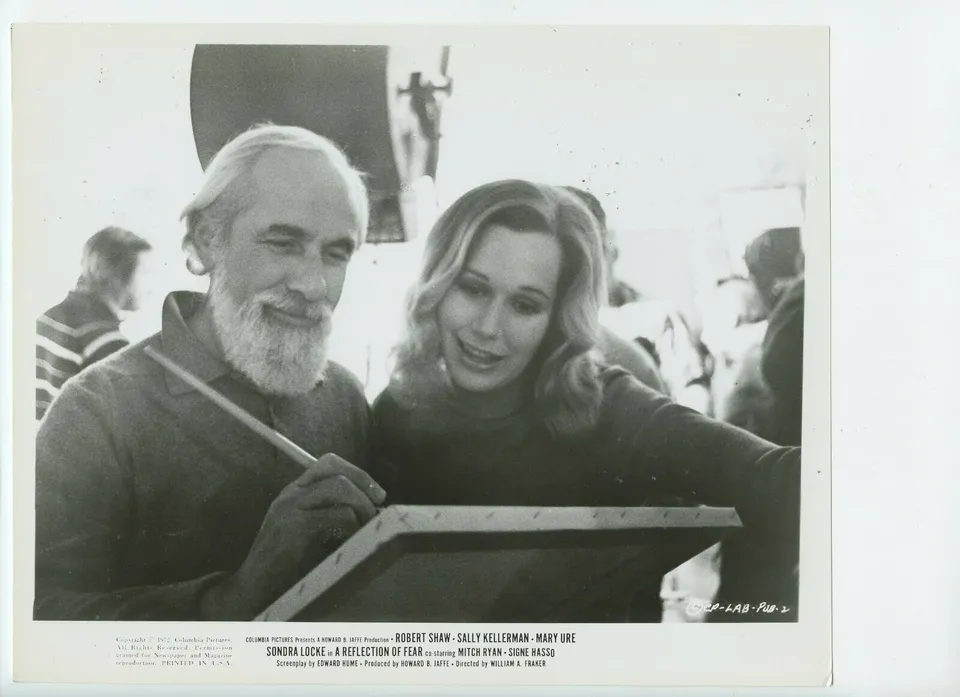 ©CP-LAB-PUB-2
Copyright © 1972 Columbia Pictures.
All Rights Reserved. Permission
granted for Newspaper and Magazine
reproduction. PRINTED IN U.S.A.
COLUMBIA PICTURES Presents A HOWARD B. JAFFE Production • ROBERT SHAW • SALLY KELLERMAN • MARY URE
SONDRA LOCKE in A REFLECTION OF FEAR co-starring MITCH RYAN • SIGNE HASSO
Screenplay by EDWARD HUME • Produced by HOWARD B. JAFFE • Directed by WILLIAM A. FRAKER